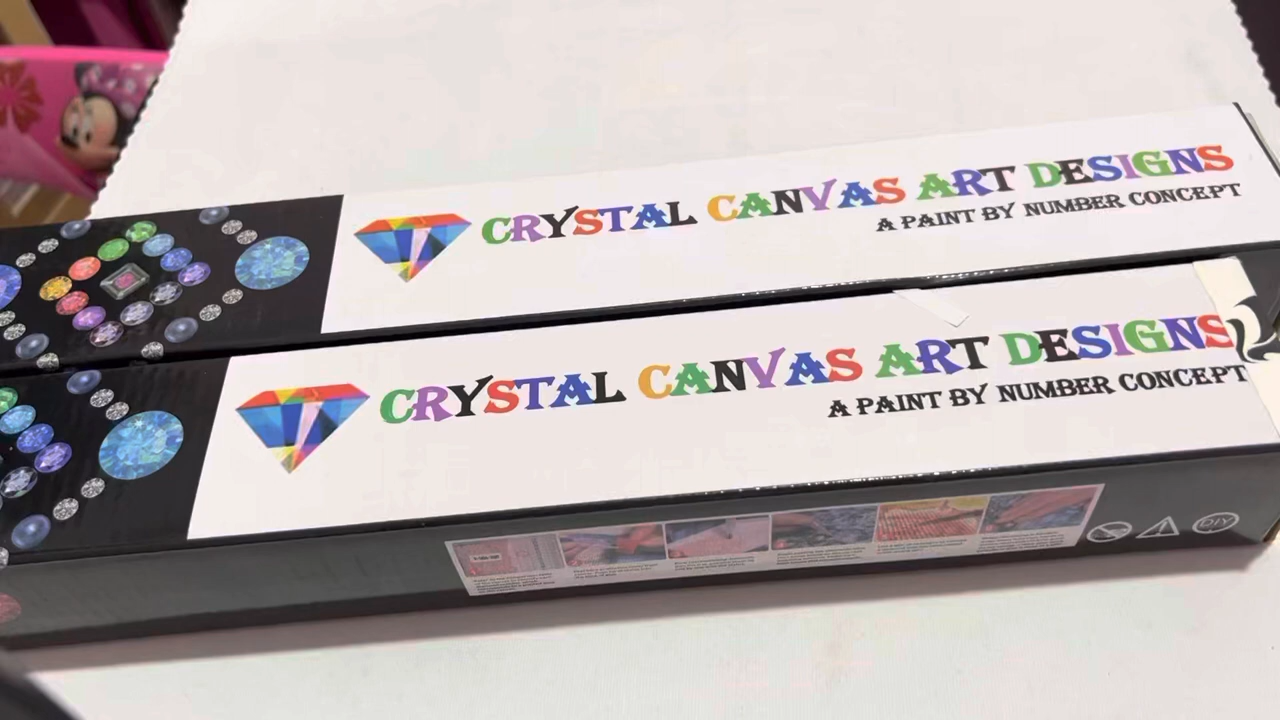 CRYSTAL CANVAS ART DESIGNS
A PAINT BY NUMBER CONCEPT
CRYSTAL CANVAS ART DESIGNS
A PAINT BY NUMBER CONCEPT
DIY